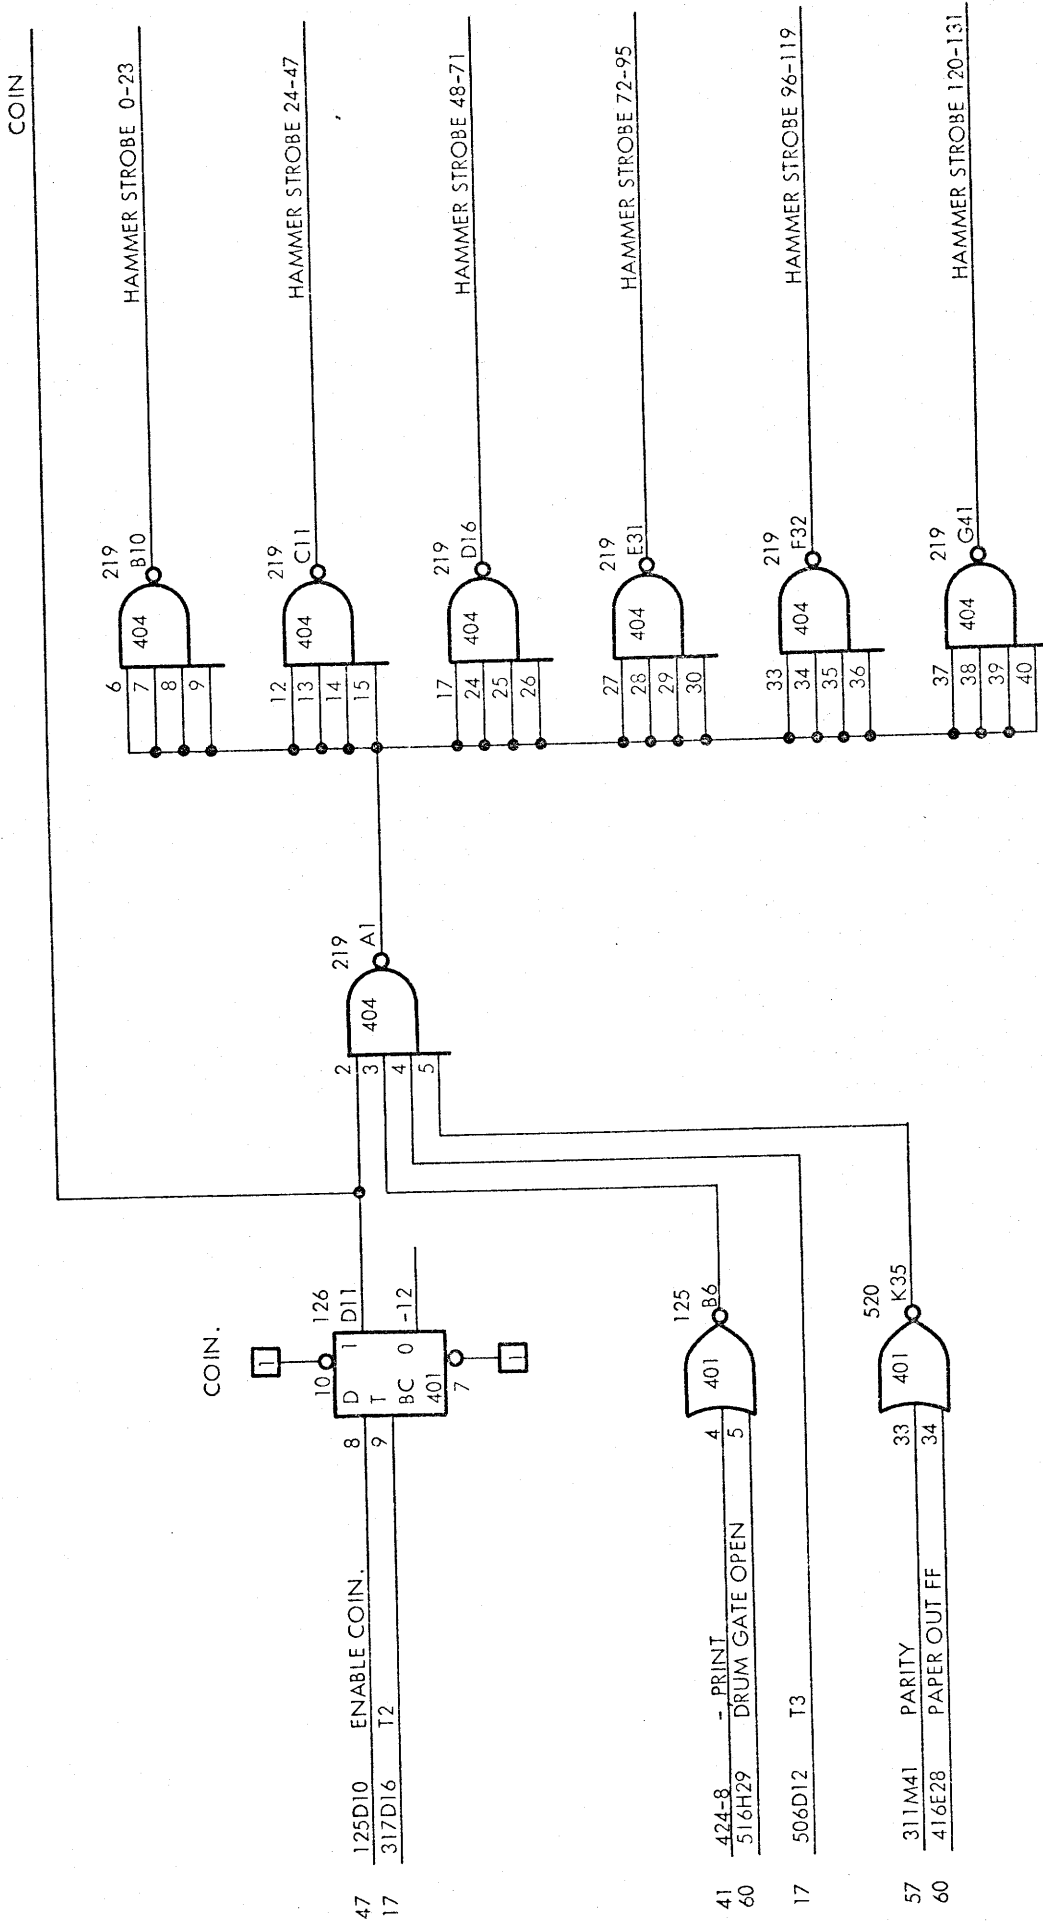 COIN
HAMMER STROBE 0-23
HAMMER STROBE 24-47
HAMMER STROBE 48-71
HAMMER STROBE 72-95
HAMMER STROBE 96-119
HAMMER STROBE 120-131
219
B10
404
6
7
8
9
219
C11
404
12
13
14
15
219
D16
404
17
24
25
26
219
E31
404
27
28
29
30
219
F32
404
33
34
35
36
219
G41
404
37
38
39
40
219
A1
404
2
3
4
5
COIN.
1
10
126
D11
-12
D 1
T
BC 0
401
7
1
8
9
47 125D10 ENABLE COIN.
17 317D16 T2
125
B6
401
4
5
41 424-8 - PRINT
60 516H29 DRUM GATE OPEN
17 506D12 T3
520
K35
401
33
34
57 311M41 PARITY
60 416E28 PAPER OUT FF